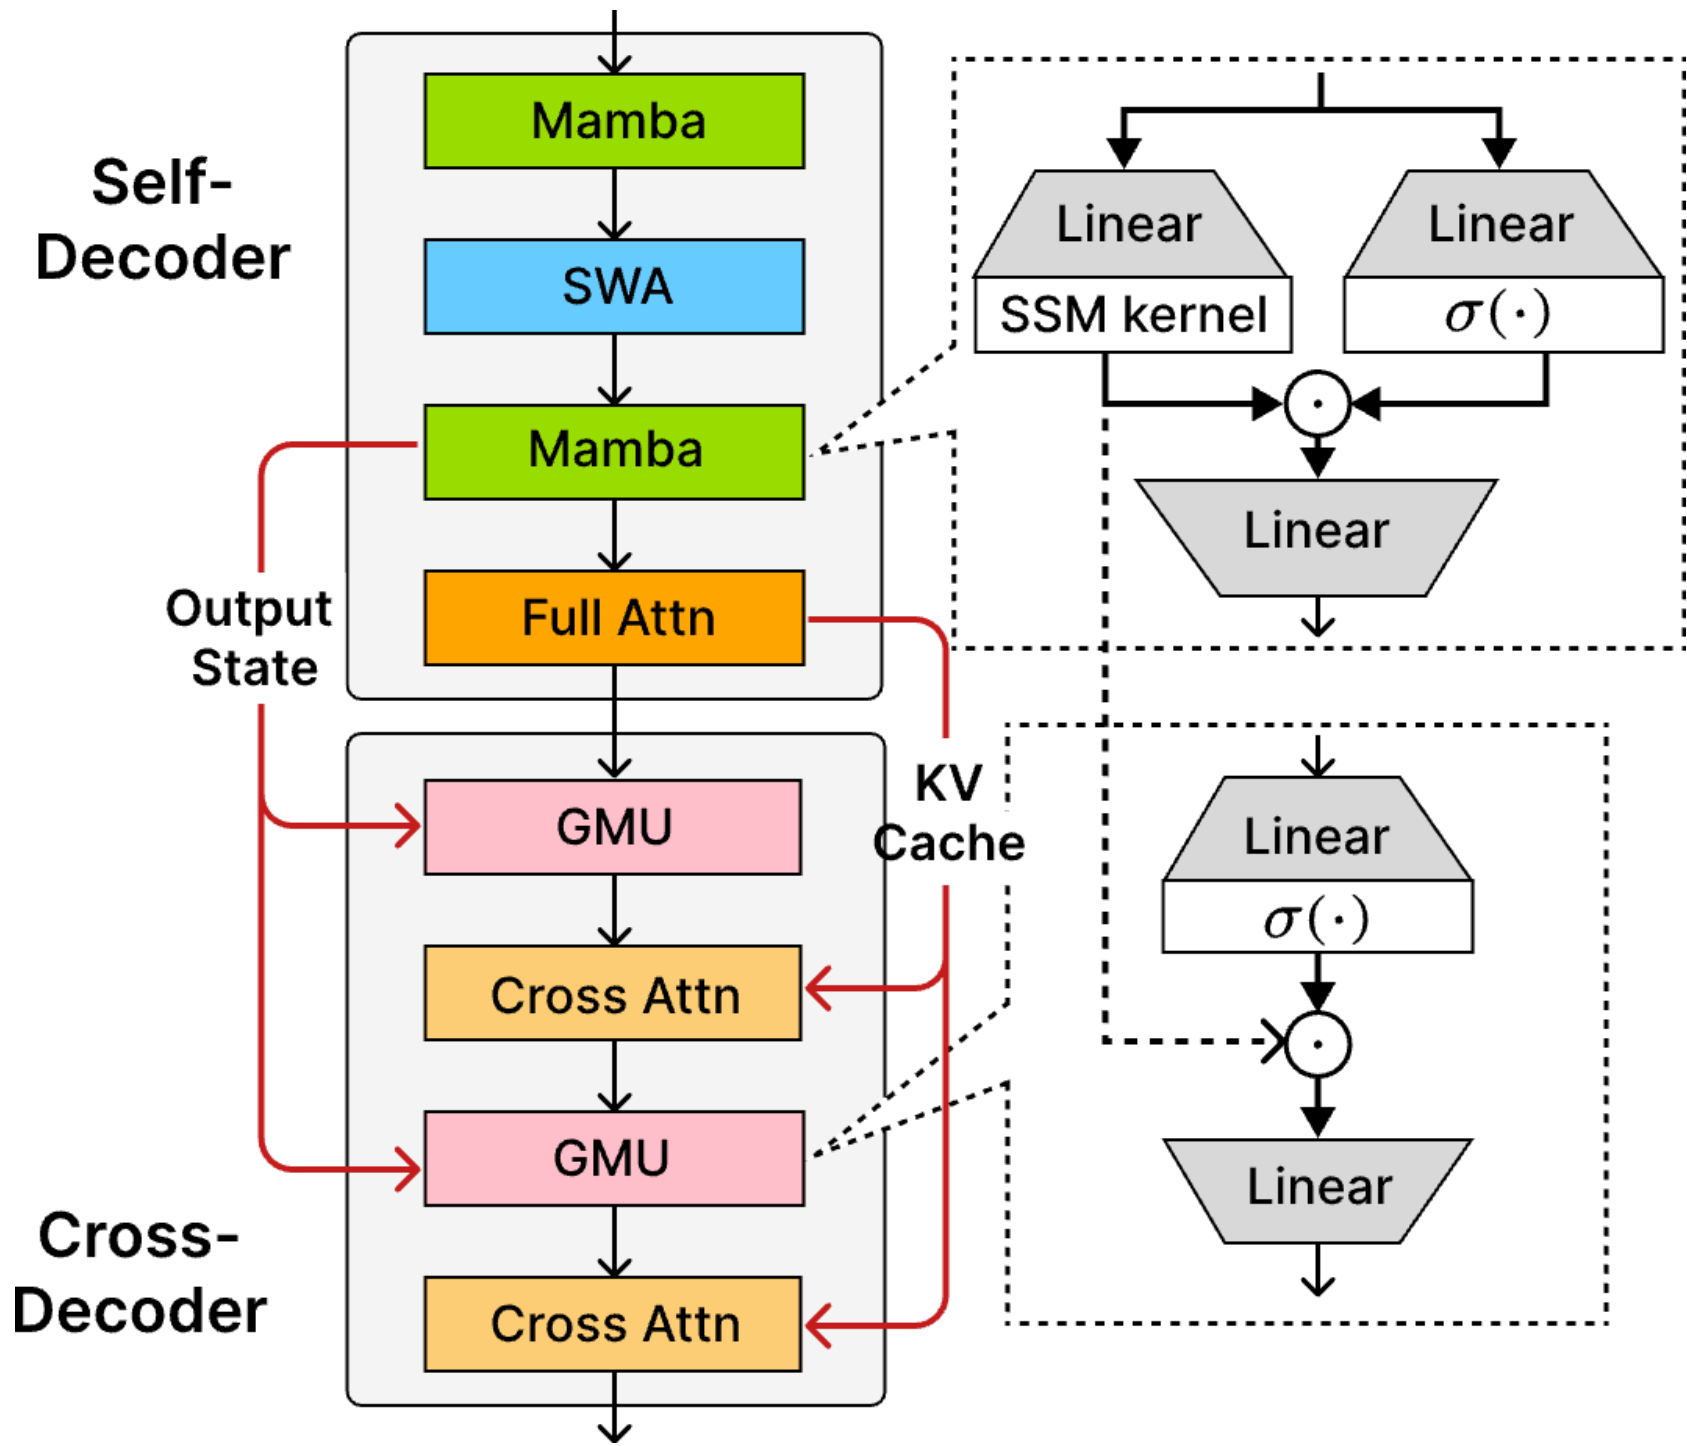 Self-
Decoder
Mamba
SWA
Mamba
Full Attn
Output
State
Linear
Linear
SSM kernel
σ(·)
Linear
KV
Cache
GMU
Cross Attn
GMU
Cross Attn
Cross-
Decoder
Linear
σ(·)
Linear